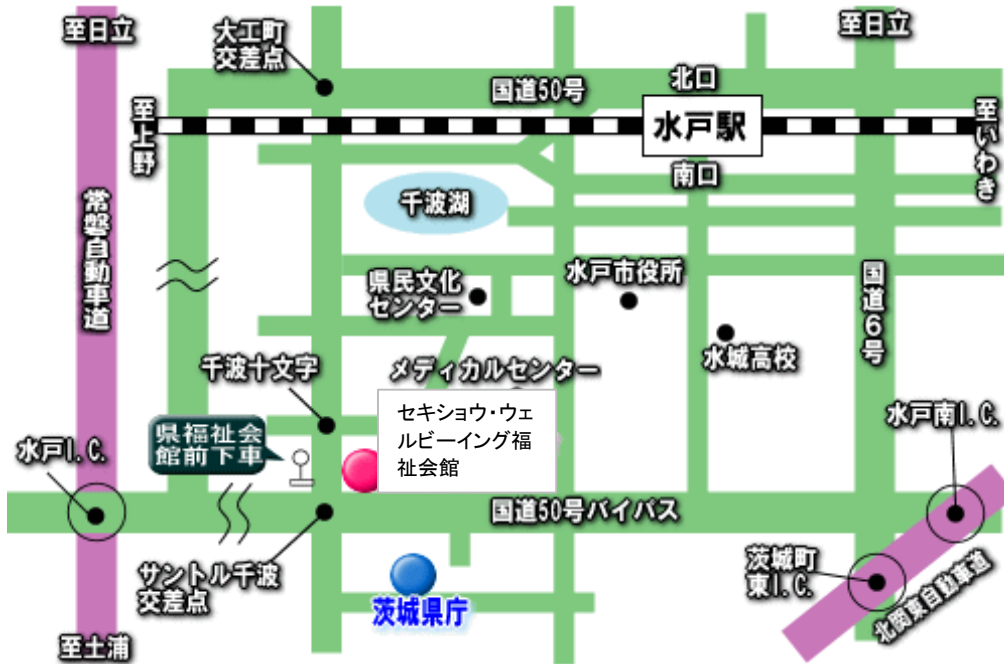 至日立
大工町
交差点
至日立
国道50号
北口
至上野
水戸駅
至いわき
南口
千波湖
常磐自動車道
県民文化
センター
水戸市役所
国道6号
千波十文字
メディカルセンター
水城高校
セキショウ・ウェ
ルビーイング福
祉会館
水戸南I.C.
県福祉会
館前下車
水戸I.C.
国道50号バイパス
サントル千波
交差点
茨城町
東I.C.
北関東自動車道
茨城県庁
至土浦